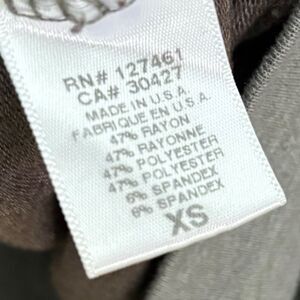 RN# 127461
CA# 30427
MADE IN U.S.A.
FABRIQUE EN U.S.A.
47% RAYON
47% RAYONNE
47% POLYESTER
47% POLYESTER
6% SPANDEX
6% SPANDEX
XS